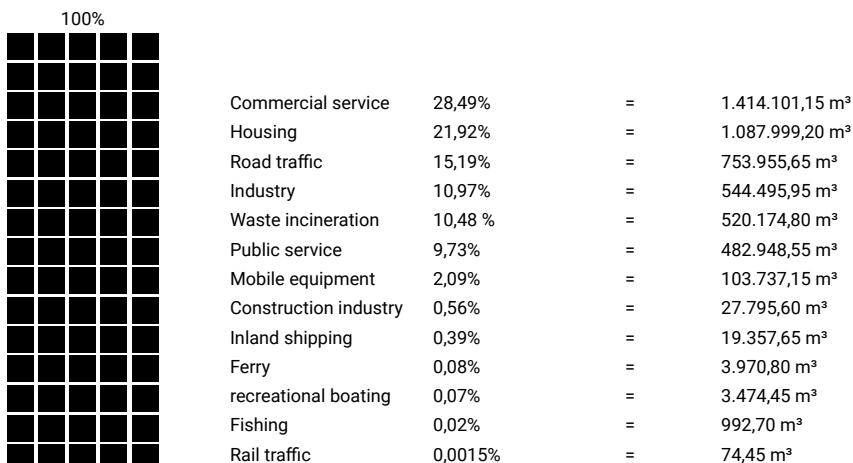 100%
Commercial service 28,49% = 1.414.101,15 m³
Housing 21,92% = 1.087.999,20 m³
Road traffic 15,19% = 753.955,65 m³
Industry 10,97% = 544.495,95 m³
Waste incineration 10,48 % = 520.174,80 m³
Public service 9,73% = 482.948,55 m³
Mobile equipment 2,09% = 103.737,15 m³
Construction industry 0,56% = 27.795,60 m³
Inland shipping 0,39% = 19.357,65 m³
Ferry 0,08% = 3.970,80 m³
recreational boating 0,07% = 3.474,45 m³
Fishing 0,02% = 992,70 m³
Rail traffic 0,0015% = 74,45 m³